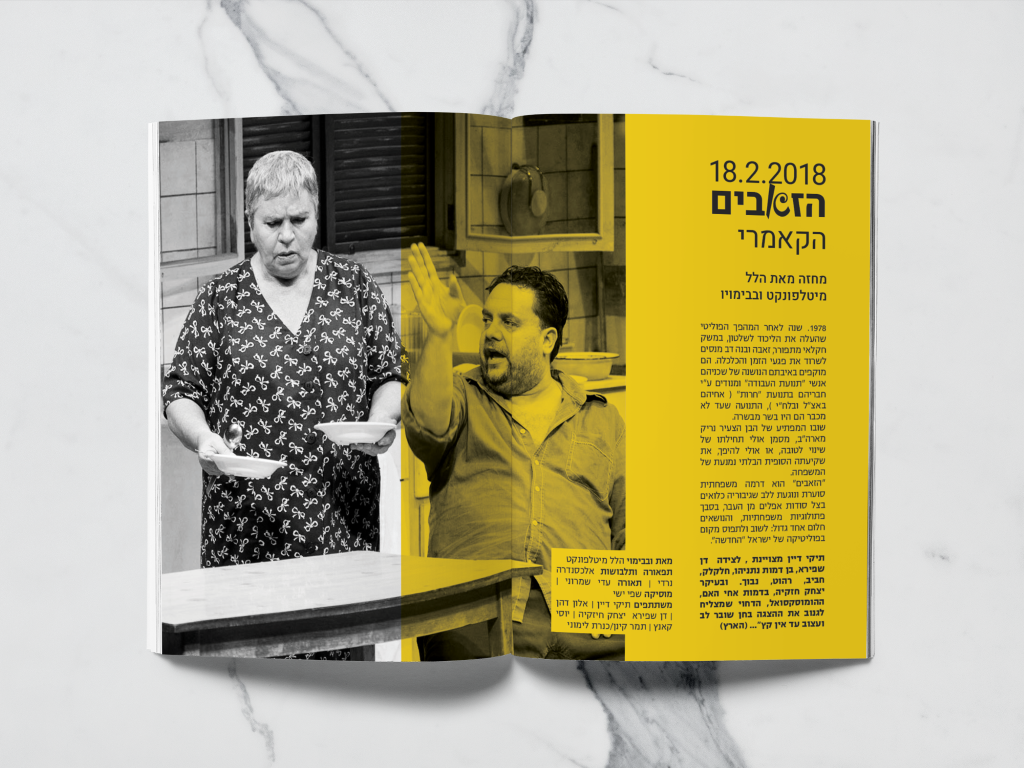 18.2.2018
הזאבים
הקאמרי
מחזה מאת הלל
מיטלפונקט ובבימויו
1978. שנה לאחר המהפך הפוליטי
שהעלה את הליכוד לשלטון, במשק
חקלאי מתפורר, זאבה ובנה דב מנסים
לשרוד את פגעי הזמן והכלכלה. הם
מוקפים באיבתם הנושנה של שכניהם
אנשי "תנועת העבודה" ומנודים ע"י
חבריהם בתנועת "חרות" ( אחיהם
באצ"ל ובלח"י ), התנועה שעד לא
מכבר הם היו בשר מבשרה.
שובו המפתיע של הבן הצעיר נריק
מארה"ב, מסמן אולי תחילתו של
שינוי לטובה, או אולי להיפך, את
שקיעתה הסופית הבלתי נמנעת של
המשפחה.
"הזאבים" הוא דרמה משפחתית
סוערת ונוגעת ללב שגיבוריה כלואים
בצל סודות אפלים מן העבר, בסבך
פתולוגיות משפחתיות, והנושאים
חלום אחד גדול: לשוב ולתפוס מקום
בפוליטיקה של ישראל "החדשה".
תיקי דיין מצויינת , לצידה דן
שפירא, בן דמות נתניהו, חלקלק,
חביב, רהוט, נבוך. ובעיקר
יצחק חזקיה, בדמות אחי האם,
ההומוסקסואל, הדחוי שמצליח
לגנוב את ההצגה בחן שובר לב
ועצוב עד אין קץ"... (הארץ)
מאת ובבימוי הלל מיטלפונקט
תפאורה ותלבושות אלכסנדרה
נרדי | תאורה עדי שמרוני |
מוסיקה שפי ישי
משתתפים תיקי דיין | אלון דהן
| דן שפירא יצחק חיזקיה | יוסי
קאנץ | תמר קינן/כנרת לימוני